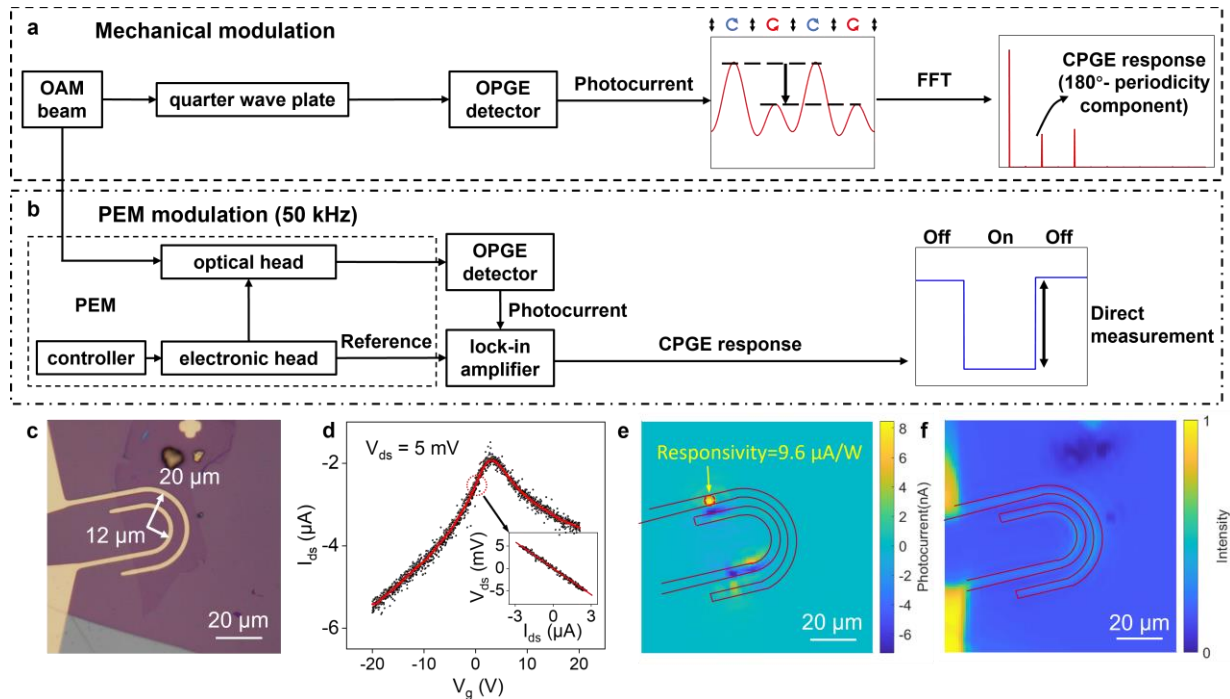 a
Mechanical modulation
OAM
beam
quarter wave plate
OPGE
detector
Photocurrent
FFT
CPGE response
(180°- periodicity
component)
b
PEM modulation (50 kHz)
optical head
OPGE
detector
PEM
Photocurrent
controller
electronic head
Reference
lock-in
amplifier
CPGE response
Off On Off
Direct
measurement
c
20 µm
12 µm
20 µm
d
V_ds = 5 mV
I_ds (µA)
-2
-4
-6
-20 -10 0 10 20
V_g (V)
V_ds (mV)
5
0
-5
-3 0 3
I_ds (µA)
e
Responsivity=9.6 µA/W
20 µm
8
6
4
2
0
-2
-4
-6
Photocurrent(nA)
f
20 µm
1
0
Intensity